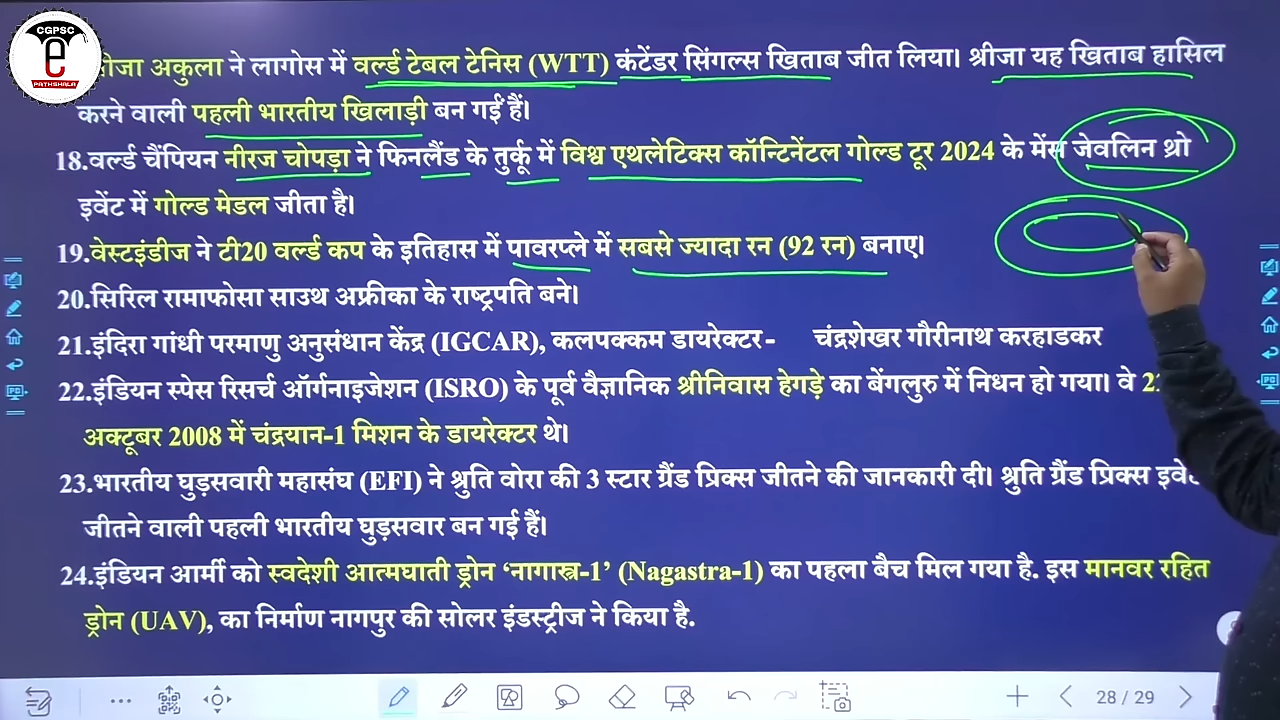 CGPSC
e
PATHSHALA
अकुला ने लागोस में वर्ल्ड टेबल टेनिस (WTT) कंटेंडर सिंगल्स खिताब जीत लिया। श्रीजा यह खिताब हासिल
करने वाली पहली भारतीय खिलाड़ी बन गईं हैं।
18.वर्ल्ड चैंपियन नीरज चोपड़ा ने फिनलैंड के तुर्कू में विश्व एथलेटिक्स कॉन्टिनेंटल गोल्ड टूर 2024 के मेंस जेवलिन थ्रो
इवेंट में गोल्ड मेडल जीता है।
19.वेस्टइंडीज ने टी20 वर्ल्ड कप के इतिहास में पावरप्ले में सबसे ज्यादा रन (92 रन) बनाए।
20.सिरिल रामाफोसा साउथ अफ्रीका के राष्ट्रपति बने।
21.इंदिरा गांधी परमाणु अनुसंधान केंद्र (IGCAR), कलपक्कम डायरेक्टर- चंद्रशेखर गौरीनाथ करहाडकर
22.इंडियन स्पेस रिसर्च ऑर्गनाइजेशन (ISRO) के पूर्व वैज्ञानिक श्रीनिवास हेगड़े का बेंगलुरु में निधन हो गया। वे
अक्टूबर 2008 में चंद्रयान-1 मिशन के डायरेक्टर थे।
23.भारतीय घुड़सवारी महासंघ (EFI) ने श्रुति वोरा की 3 स्टार ग्रैंड प्रिक्स जीतने की जानकारी दी। श्रुति ग्रैंड प्रिक्स
जीतने वाली पहली भारतीय घुड़सवार बन गई हैं।
24.इंडियन आर्मी को स्वदेशी आत्मघाती ड्रोन ‘नागास्त्र-1’ (Nagastra-1) का पहला बैच मिल गया है. इस मानवर रहित
ड्रोन (UAV), का निर्माण नागपुर की सोलर इंडस्ट्रीज ने किया है.
28 / 29